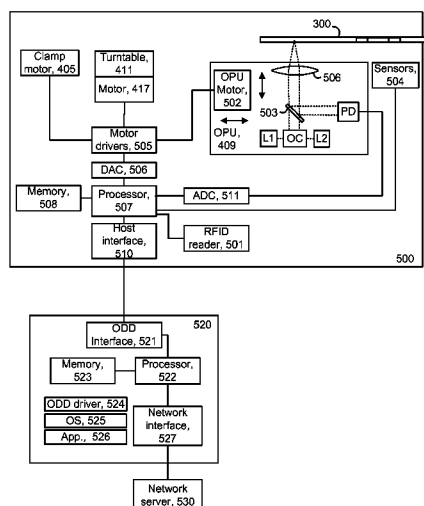 300
Clamp
motor, 405
Turntable,
411
Motor, 417
OPU
Motor,
502
506
Sensors,
504
503
PD
OPU,
409
L1
OC
L2
Motor
drivers, 505
DAC, 506
Memory,
508
Processor,
507
ADC, 511
Host
interface,
510
RFID
reader, 501
500
520
ODD
Interface, 521
Memory,
523
Processor,
522
ODD driver, 524
OS, 525
App., 526
Network
interface,
527
Network
server, 530